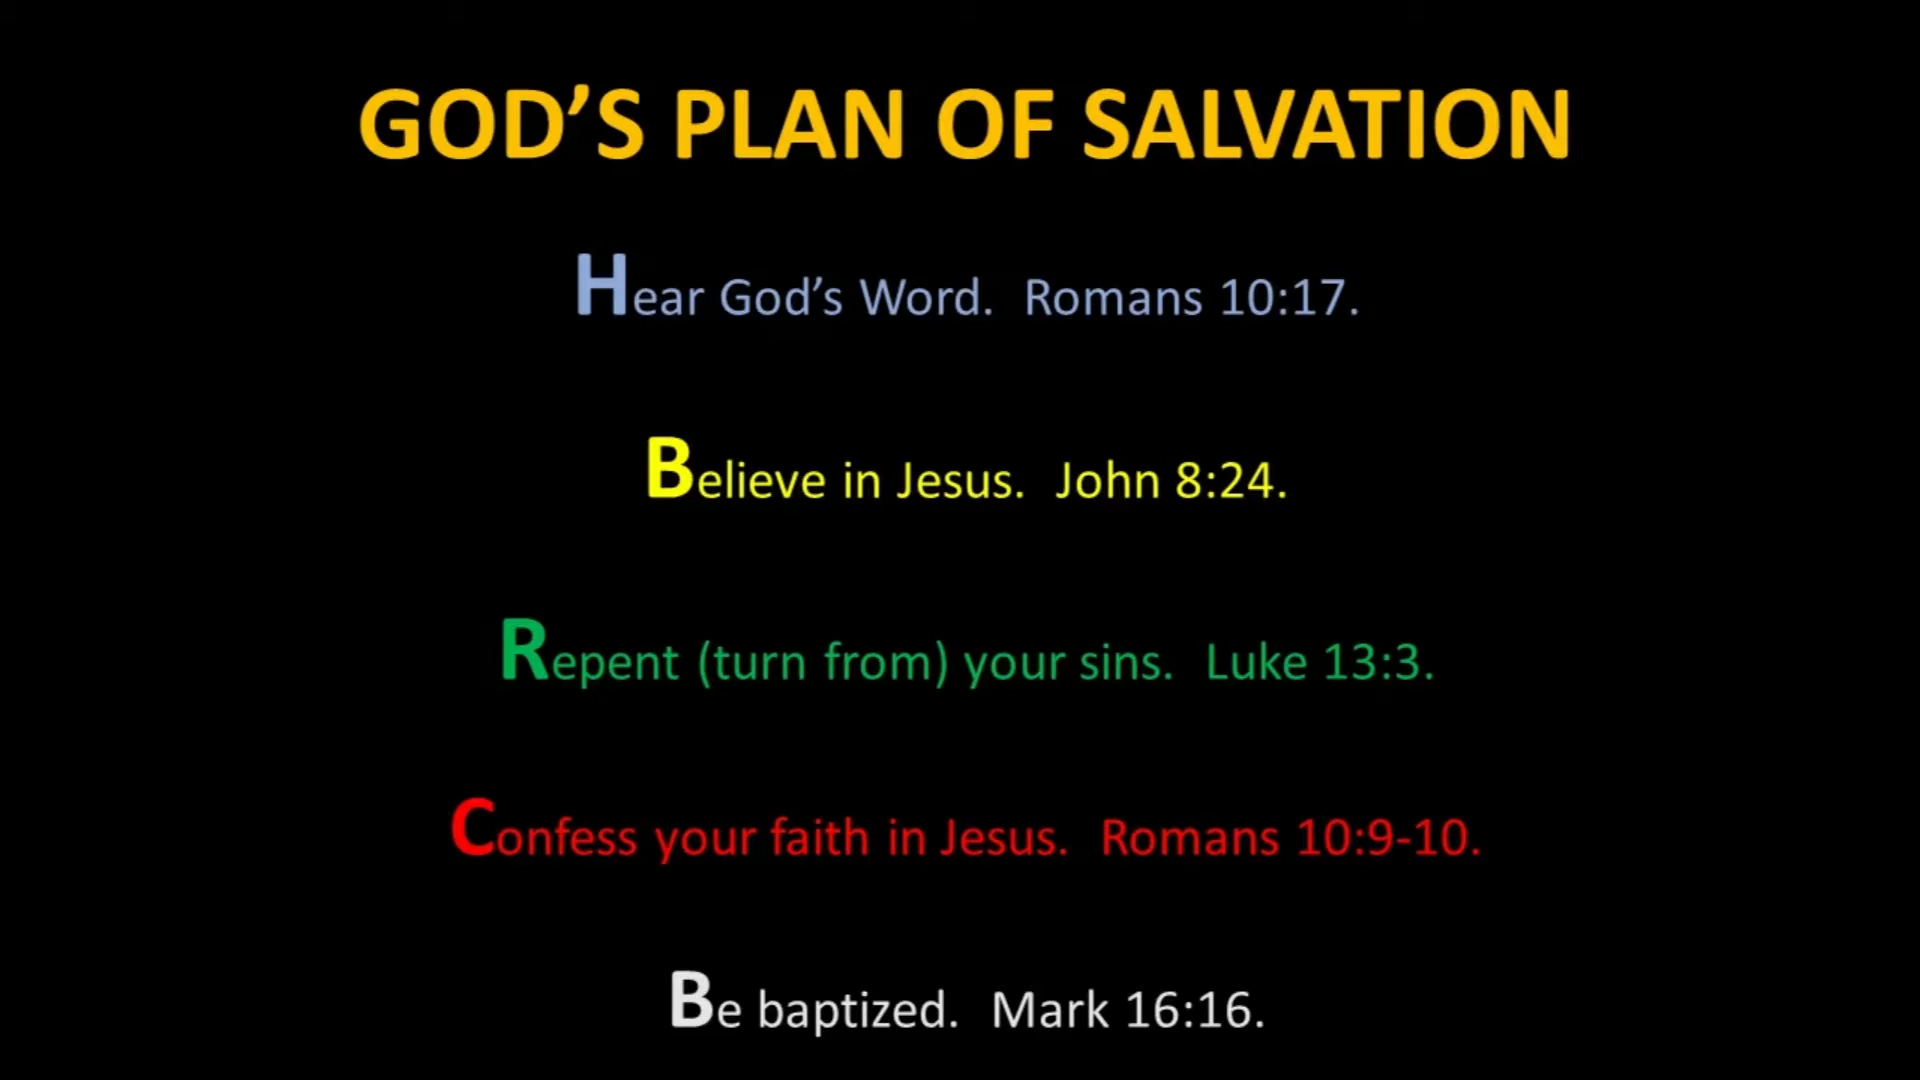 GOD’S PLAN OF SALVATION
Hear God’s Word.  Romans 10:17.
Believe in Jesus.  John 8:24.
Repent (turn from) your sins.  Luke 13:3.
Confess your faith in Jesus.  Romans 10:9-10.
Be baptized.  Mark 16:16.